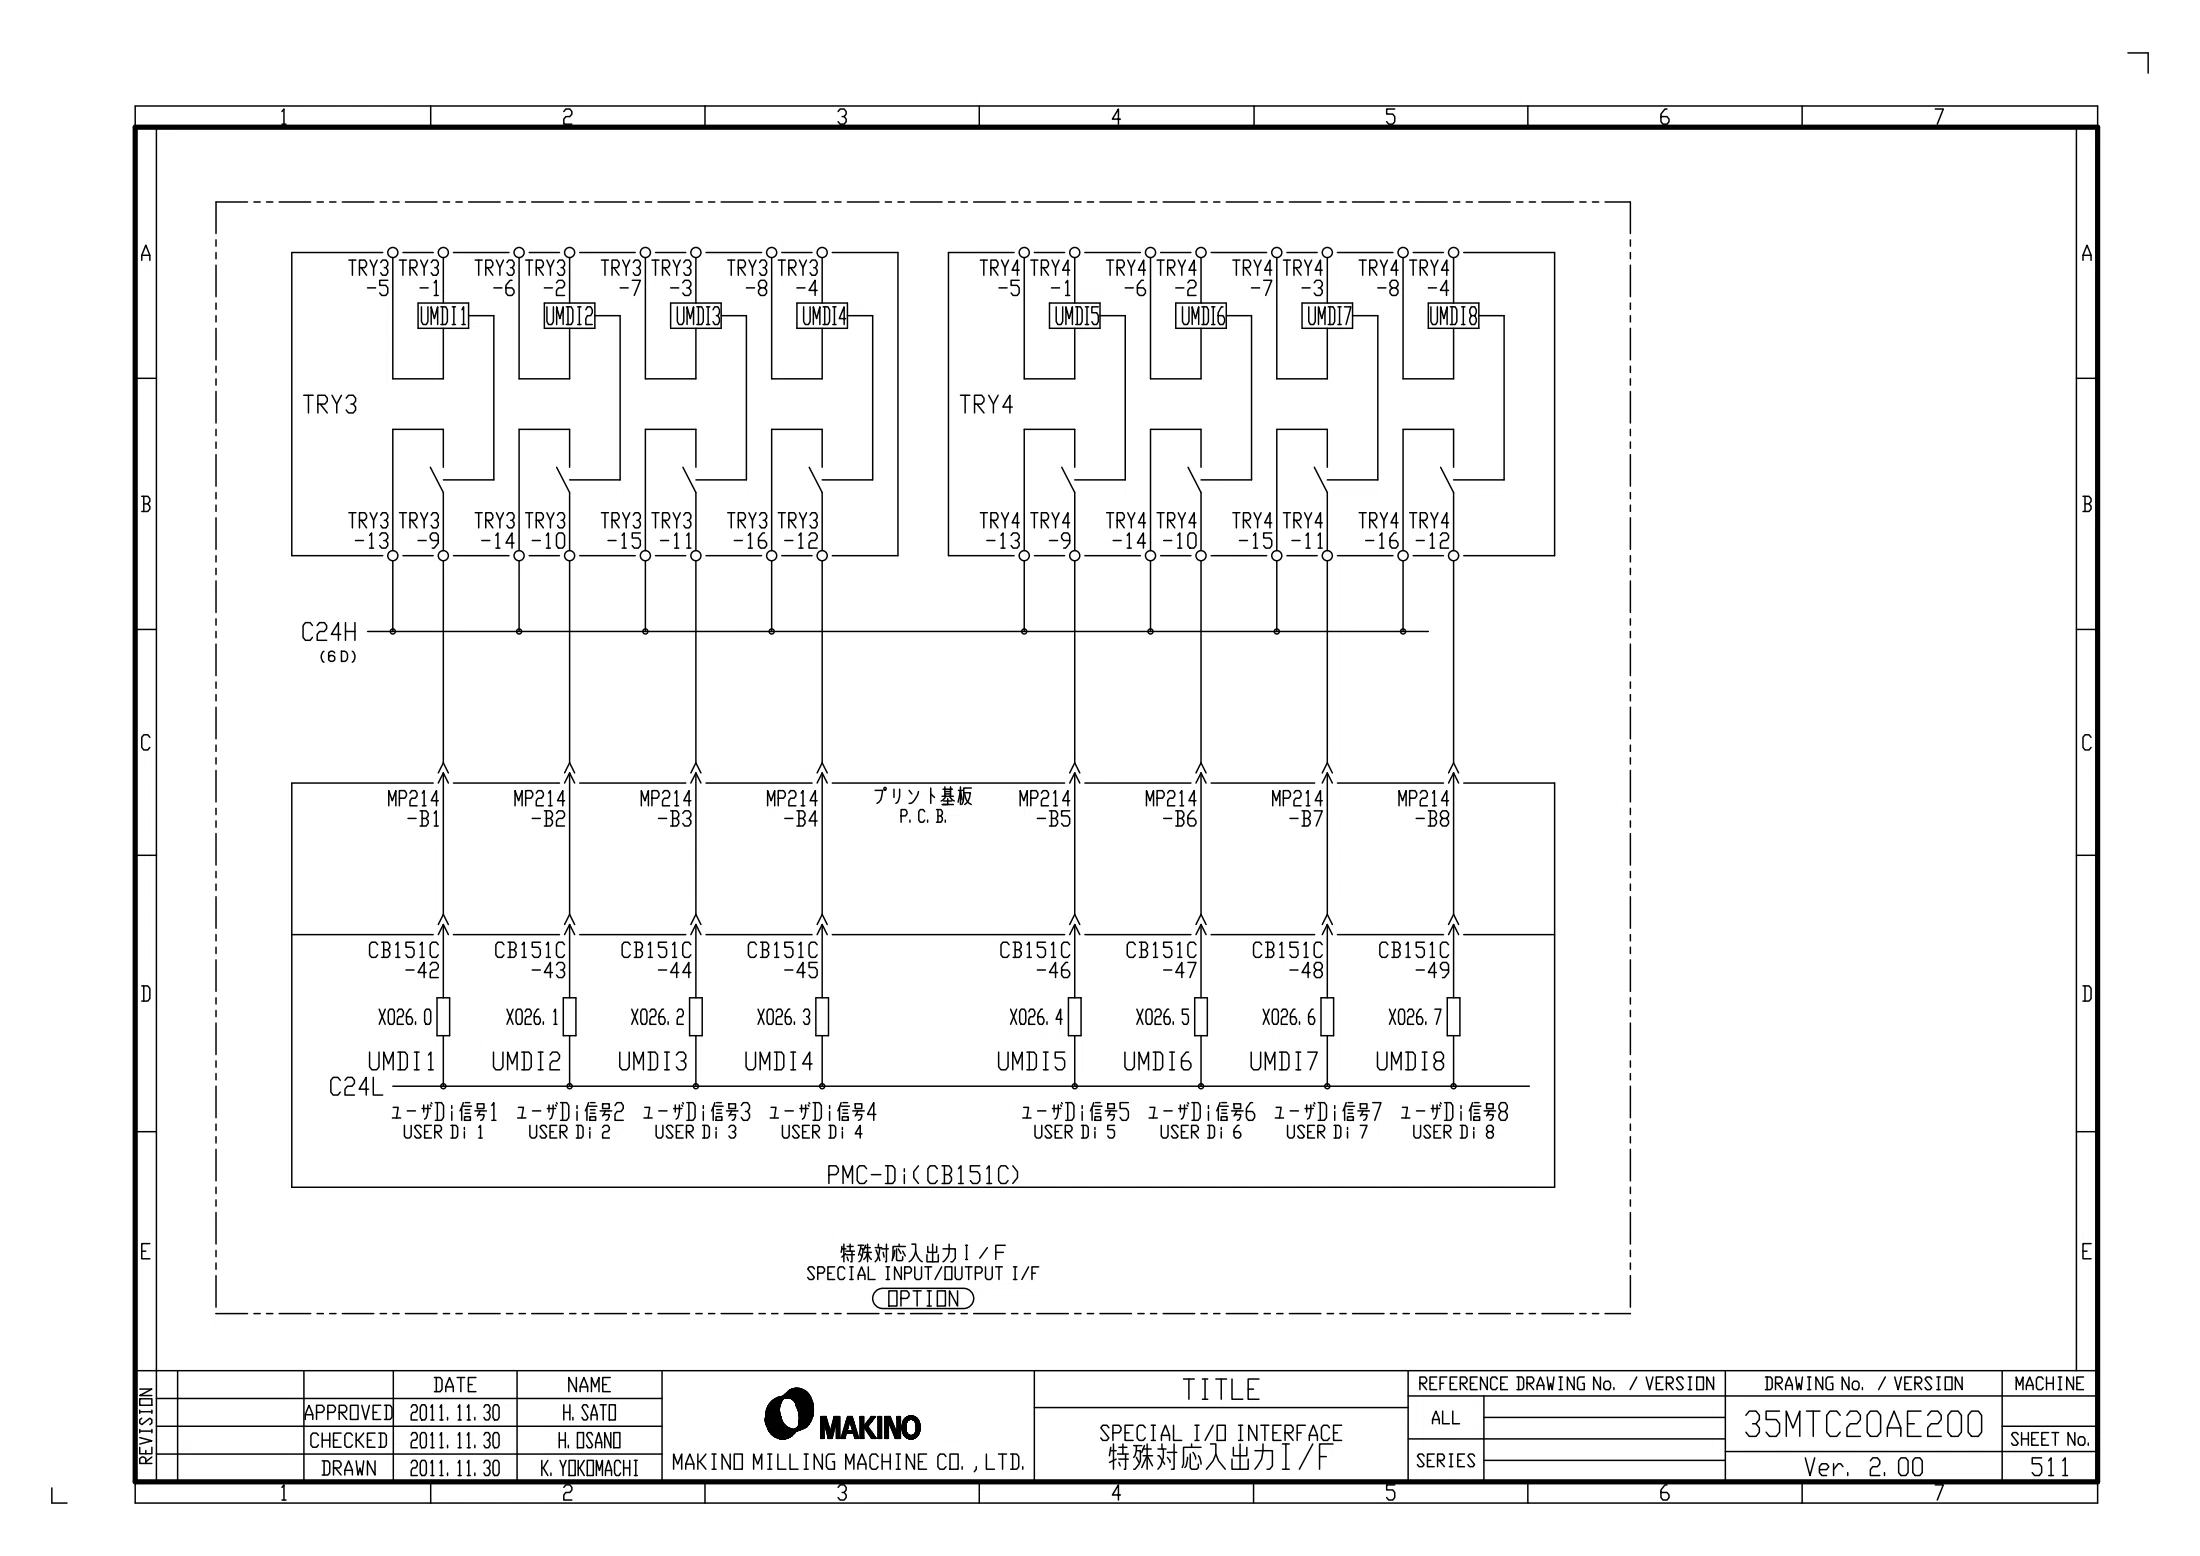 1 2 3 4 5 6 7
A A
TRY3 TRY3 TRY3 TRY3 TRY3 TRY3 TRY3 TRY3 TRY4 TRY4 TRY4 TRY4 TRY4 TRY4 TRY4 TRY4
-5 -1 -6 -2 -7 -3 -8 -4 -5 -1 -6 -2 -7 -3 -8 -4
UMDI1 UMDI2 UMDI3 UMDI4 UMDI5 UMDI6 UMDI7 UMDI8
TRY3 TRY4
B B
TRY3 TRY3 TRY3 TRY3 TRY3 TRY3 TRY3 TRY3 TRY4 TRY4 TRY4 TRY4 TRY4 TRY4 TRY4 TRY4
-13 -9 -14 -10 -15 -11 -16 -12 -13 -9 -14 -10 -15 -11 -16 -12
C24H
(6D)
C C
MP214 MP214 MP214 MP214 プリント基板 MP214 MP214 MP214 MP214
-B1 -B2 -B3 -B4 P.C.B. -B5 -B6 -B7 -B8
CB151C CB151C CB151C CB151C CB151C CB151C CB151C CB151C
-42 -43 -44 -45 -46 -47 -48 -49
D D
X026.0 X026.1 X026.2 X026.3 X026.4 X026.5 X026.6 X026.7
UMDI1 UMDI2 UMDI3 UMDI4 UMDI5 UMDI6 UMDI7 UMDI8
C24L
ユーザDi信号1 ユーザDi信号2 ユーザDi信号3 ユーザDi信号4 ユーザDi信号5 ユーザDi信号6 ユーザDi信号7 ユーザDi信号8
USER Di 1 USER Di 2 USER Di 3 USER Di 4 USER Di 5 USER Di 6 USER Di 7 USER Di 8
PMC-Di(CB151C)
E E
特殊対応入出力I/F
SPECIAL INPUT/OUTPUT I/F
OPTION
REVISION
DATE NAME
APPROVED 2011.11.30 H.SATO
CHECKED 2011.11.30 H.OSANO
DRAWN 2011.11.30 K.YOKOMACHI
MAKINO
MAKINO MILLING MACHINE CO.,LTD.
TITLE
SPECIAL I/O INTERFACE
特殊対応入出力I/F
REFERENCE DRAWING No. / VERSION
ALL
SERIES
DRAWING No. / VERSION
35MTC20AE200
Ver. 2.00
MACHINE
SHEET No.
511
1 2 3 4 5 6 7